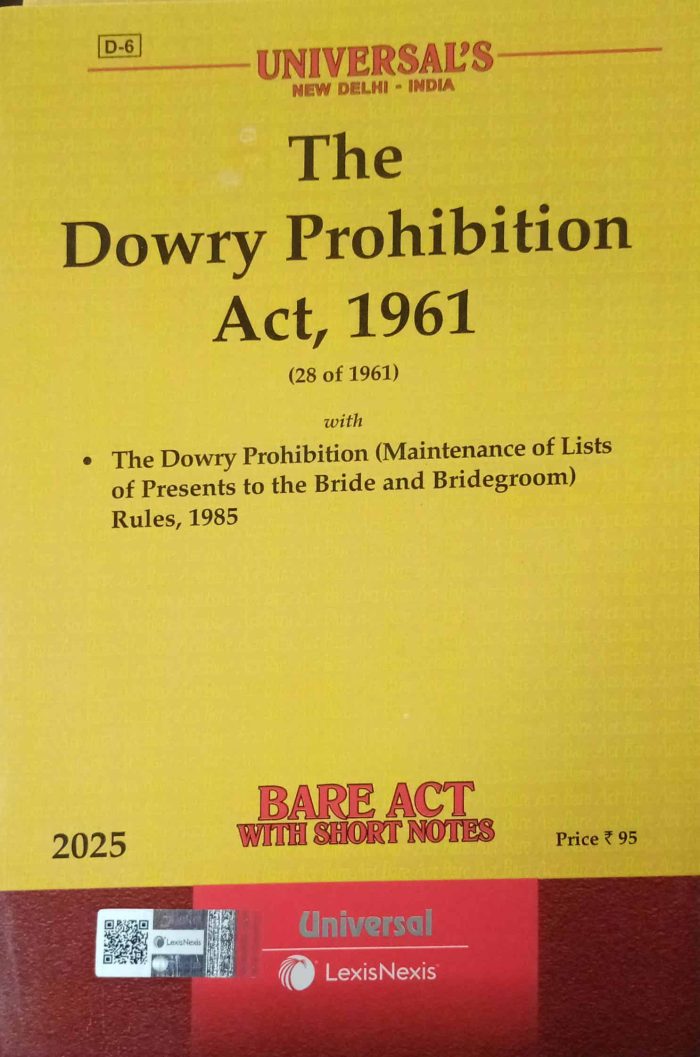 D-6
UNIVERSAL'S
NEW DELHI - INDIA
The
Dowry Prohibition
Act, 1961
(28 of 1961)
with
• The Dowry Prohibition (Maintenance of Lists
of Presents to the Bride and Bridegroom)
Rules, 1985
BARE ACT
WITH SHORT NOTES
2025
Price ₹ 95
Universal
LexisNexis
LexisNexis